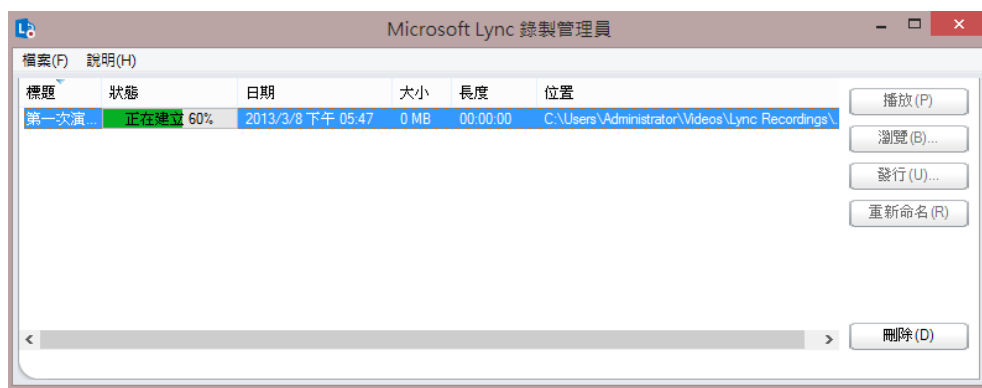 Microsoft Lync 錄製管理員
檔案(F) 說明(H)
標題 狀態 日期 大小 長度 位置
第一次演... 正在建立 60% 2013/3/8 下午 05:47 0 MB 00:00:00 C:\Users\Administrator\Videos\Lync Recordings\.
播放(P)
瀏覽(B)...
發行(U)...
重新命名(R)
刪除(D)